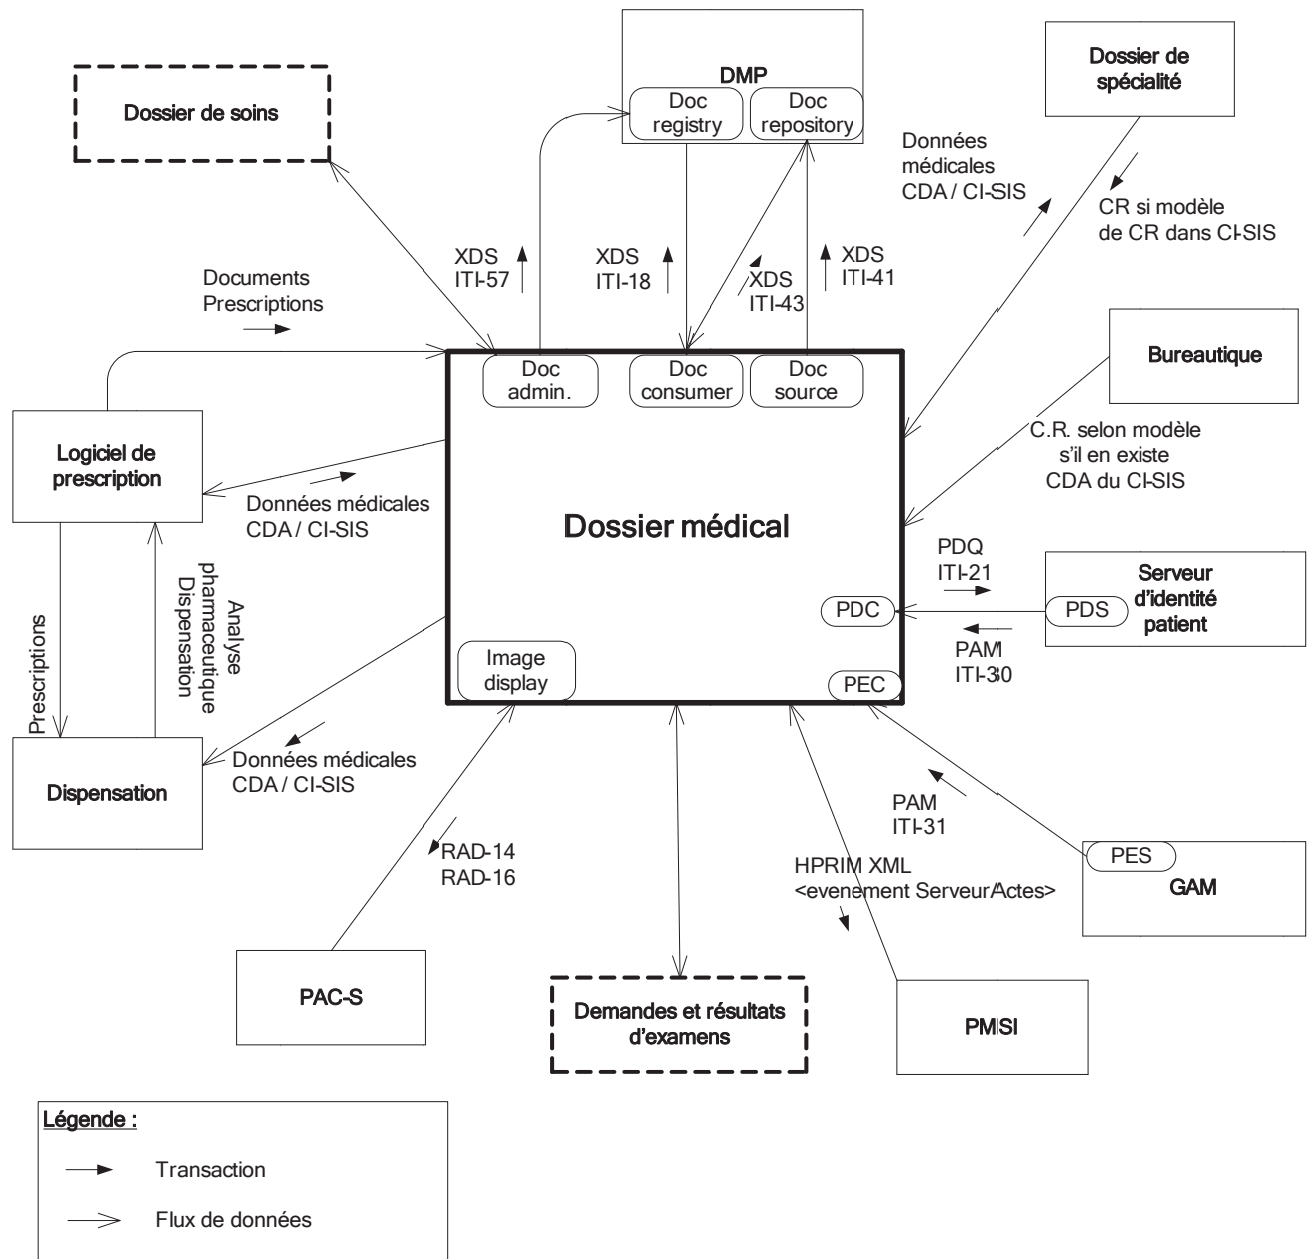 DMP
Doc
registry
Doc
repository
Dossier de
spécialité
Dossier de soins
Données
médicales
CDA / CI-SIS
CR si modèle
de CR dans CI-SIS
XDS
ITI-57
XDS
ITI-18
XDS
ITI-43
XDS
ITI-41
Documents
Prescriptions
Bureautique
Doc
admin.
Doc
consumer
Doc
source
Logiciel de
prescription
C.R. selon modèle
s'il en existe
CDA du CI-SIS
Données médicales
CDA / CI-SIS
Dossier médical
PDQ
ITI-21
Serveur
d'identité
patient
PDS
PDC
PAM
ITI-30
Prescriptions
Analyse
pharmaceutique
Dispensation
Image
display
PEC
Dispensation
Données médicales
CDA / CI-SIS
PAM
ITI-31
RAD-14
RAD-16
HPRIM XML
<evenement ServeurActes>
PES
GAM
PAC-S
Demandes et résultats
d'examens
PMSI
Légende :
Transaction
Flux de données